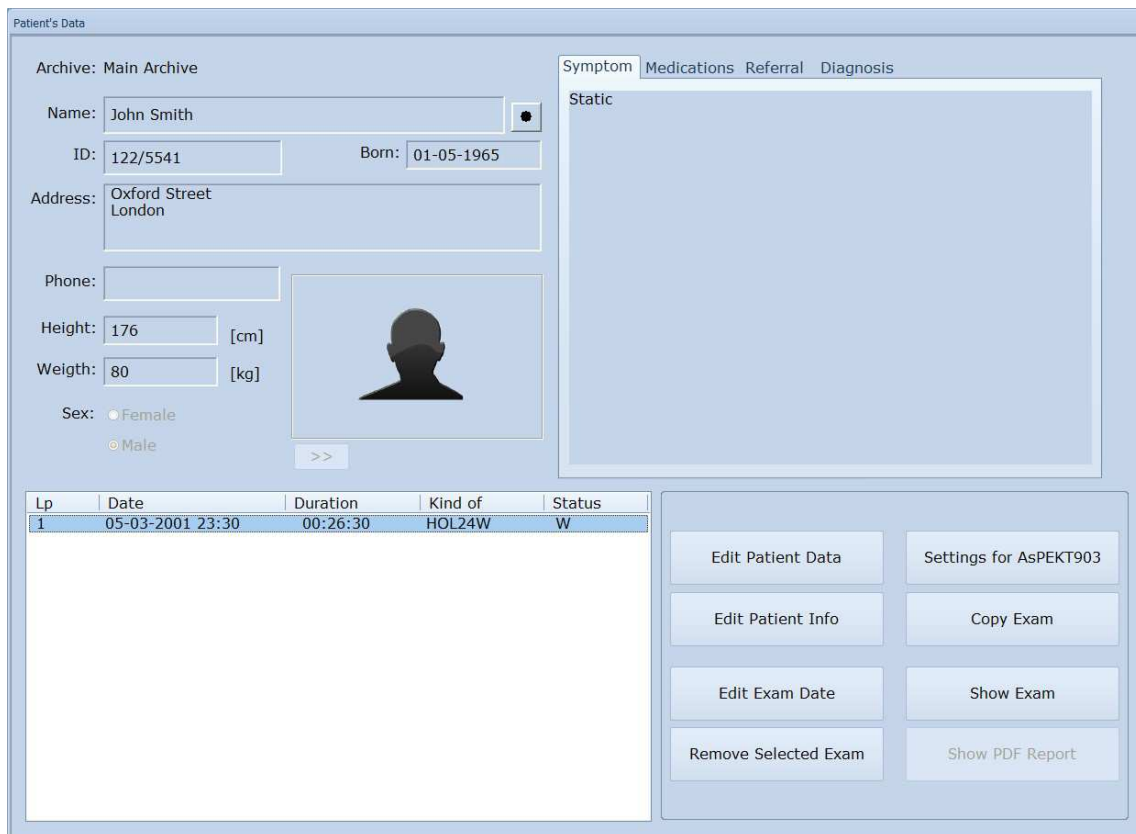 Patient's Data
Archive: Main Archive
Name: John Smith
ID: 122/5541 Born: 01-05-1965
Address: Oxford Street
London
Phone:
Height: 176 [cm]
Weigth: 80 [kg]
Sex: Female
Male
>>
Symptom Medications Referral Diagnosis
Static
Lp Date Duration Kind of Status
1 05-03-2001 23:30 00:26:30 HOL24W W
Edit Patient Data Settings for AsPEKT903
Edit Patient Info Copy Exam
Edit Exam Date Show Exam
Remove Selected Exam Show PDF Report